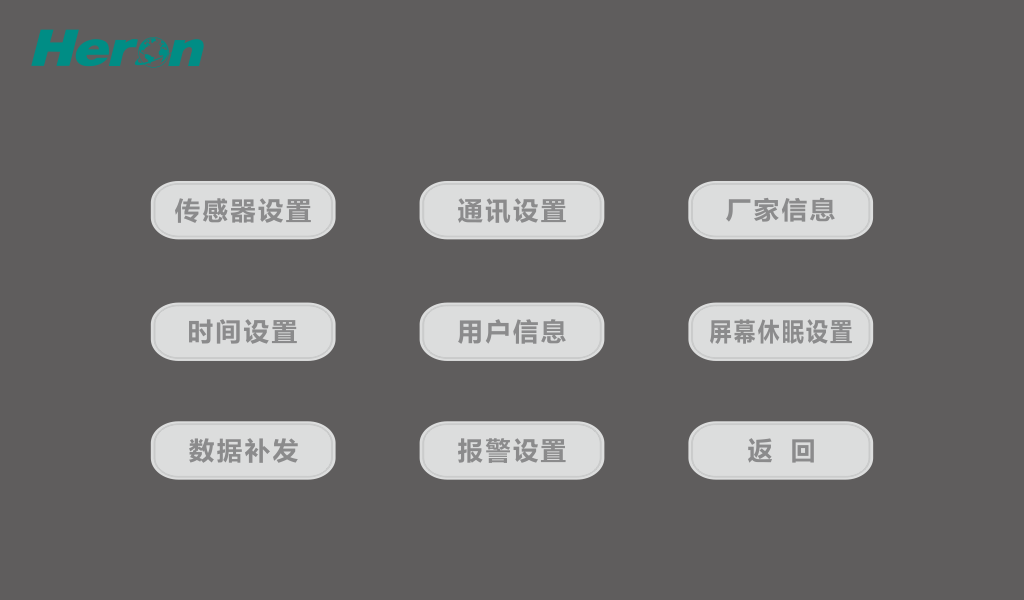 Heron
传感器设置
通讯设置
厂家信息
时间设置
用户信息
屏幕休眠设置
数据补发
报警设置
返 回